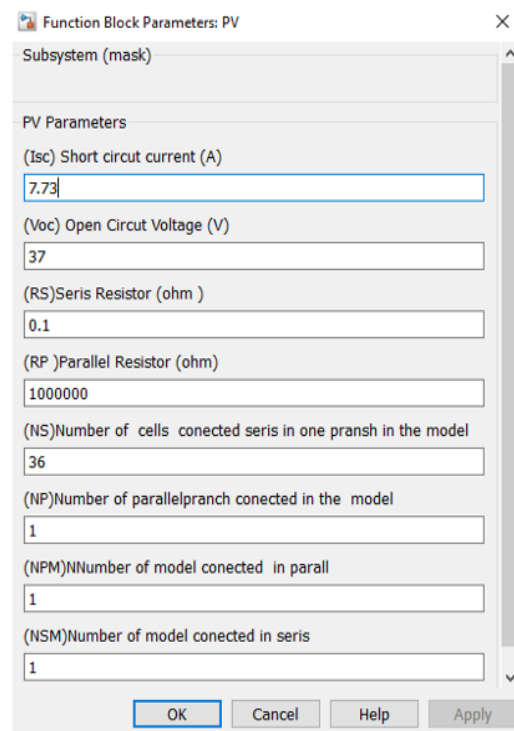 Function Block Parameters: PV
Subsystem (mask)
PV Parameters
(Isc) Short circut current (A)
7.73
(Voc) Open Circut Voltage (V)
37
(RS)Seris Resistor (ohm )
0.1
(RP )Parallel Resistor (ohm)
1000000
(NS)Number of cells conected seris in one pransh in the model
36
(NP)Number of parallelpranch conected in the model
1
(NPM)NNumber of model conected in parall
1
(NSM)Number of model conected in seris
1
OK Cancel Help Apply